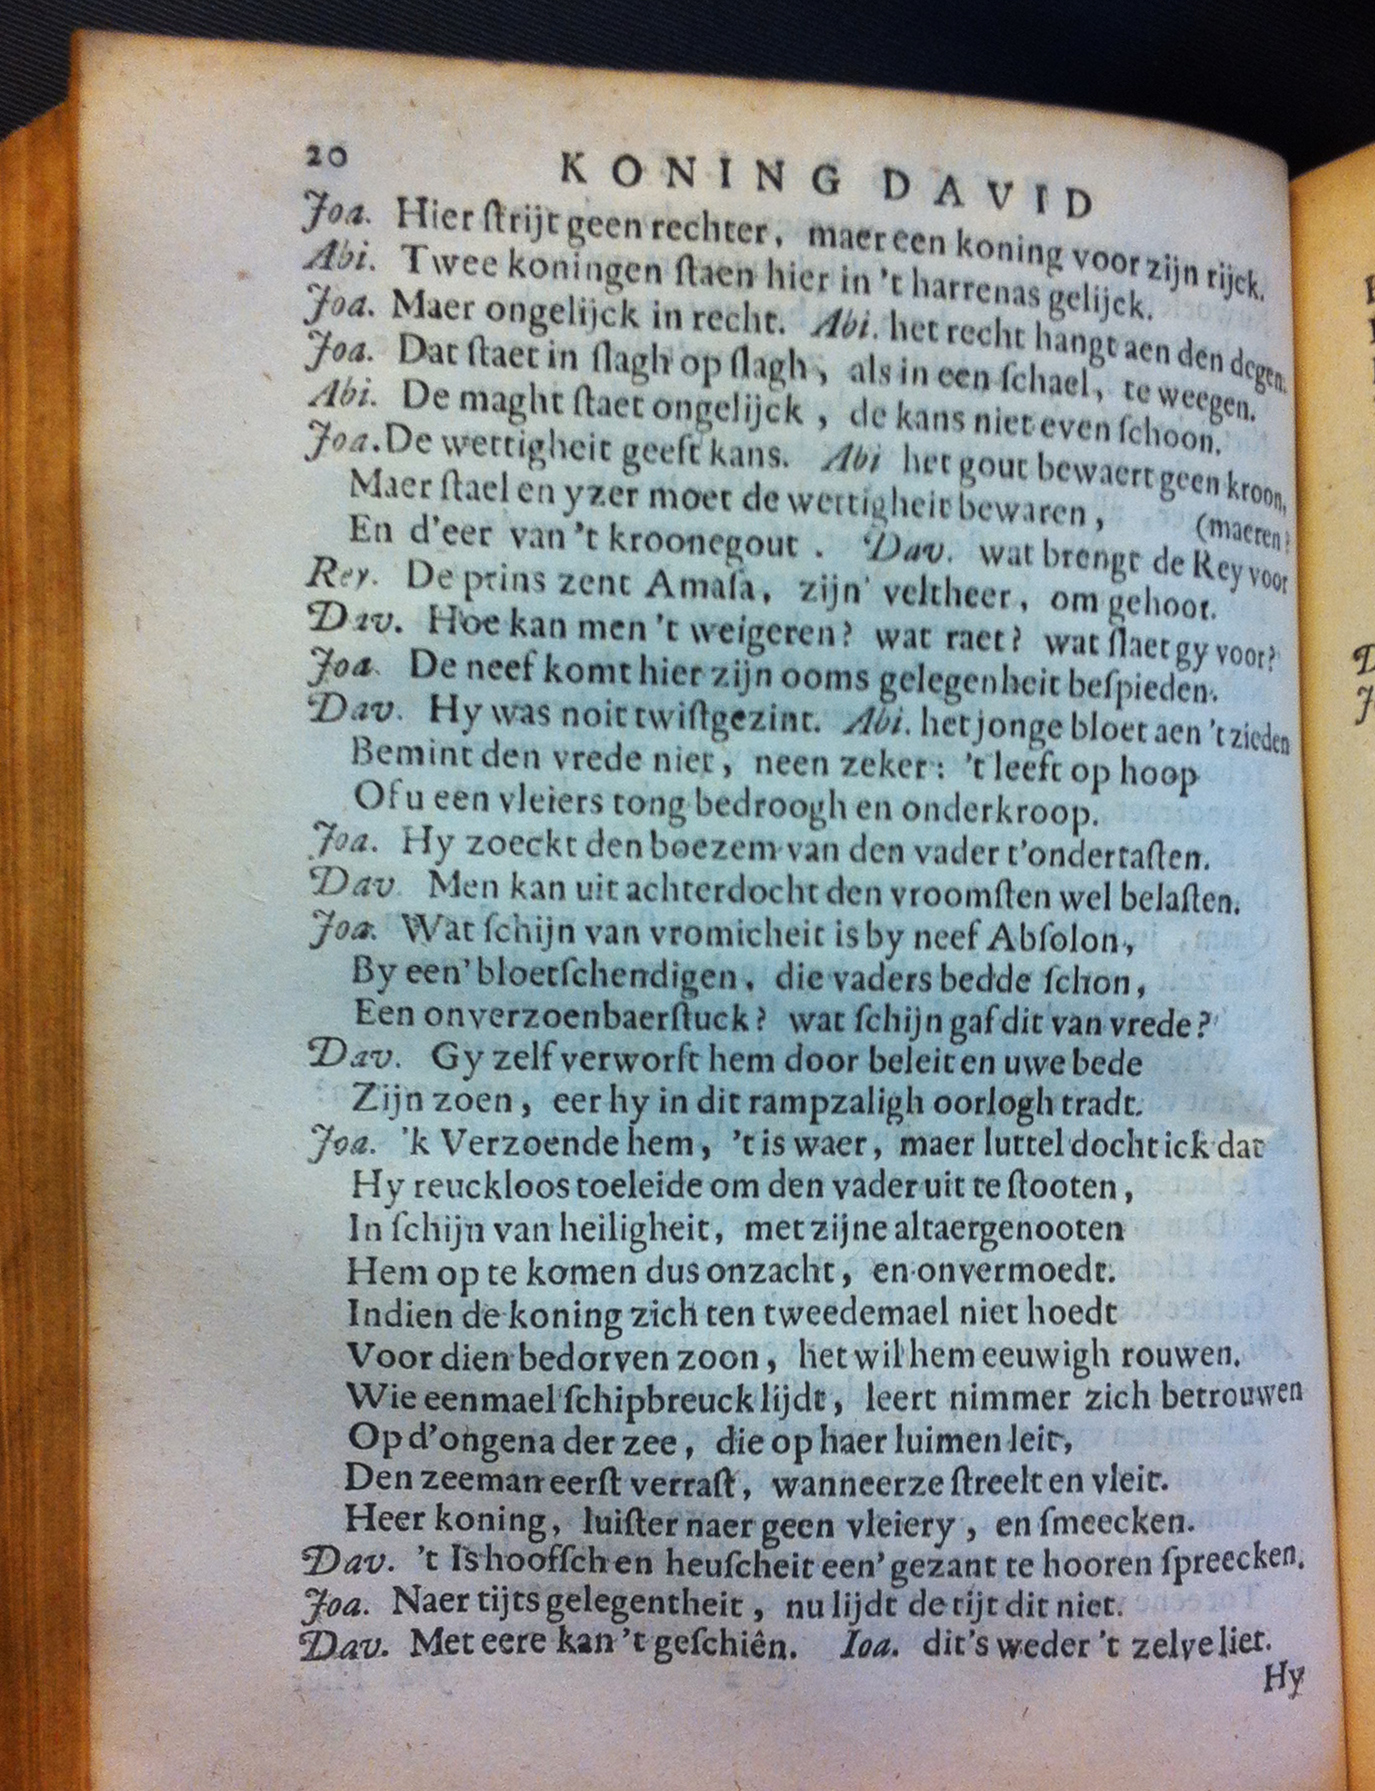 20 KONING DAVID
Joa. Hier ſtrijt geen rechter, maer een koning voor zijn rijck.
Abi. Twee koningen ſtaen hier in 't harrenas gelijck.
Joa. Maer ongelijck in recht. Abi. het recht hangt aen den degen.
Joa. Dat ſtaet in ſlagh op ſlagh, als in een ſchael, te weegen.
Abi. De maght ſtaet ongelijck, de kans niet even ſchoon.
Joa. De wettigheit geeft kans. Abi het gout bewaert geen kroon,
Maer ſtael en yzer moet de wettigheit bewaren, (maeren?
En d'eer van 't kroonegout. Dav. wat brengt de Rey voor
Rey. De prins zent Amaſa, zijn' veltheer, om gehoor.
Dav. Hoe kan men 't weigeren? wat raet? wat ſlaet gy voor?
Joa. De neef komt hier zijn ooms gelegenheit beſpieden.
Dav. Hy was noit twiſtgezint. Abi. het jonge bloet aen 't zieden
Bemint den vrede niet, neen zeker: 't leeft op hoop
Of u een vleiers tong bedroogh en onderkroop.
Joa. Hy zoeckt den boezem van den vader t'ondertaſten.
Dav. Men kan uit achterdocht den vroomſten wel belaſten.
Joa. Wat ſchijn van vromicheit is by neef Abſolon,
By een' bloetſchendigen, die vaders bedde ſchon,
Een onverzoenbaer ſtuck? wat ſchijn gaf dit van vrede?
Dav. Gy zelf verworft hem door beleit en uwe bede
Zijn zoen, eer hy in dit rampzaligh oorlogh tradt.
Joa. 'k Verzoende hem, 't is waer, maer luttel docht ick dat
Hy reuckloos toeleide om den vader uit te ſtooten,
In ſchijn van heiligheit, met zijne altaergenooten
Hem op te komen dus onzacht, en onvermoedt.
Indien de koning zich ten tweedemael niet hoedt
Voor dien bedorven zoon, het wil hem eeuwigh rouwen.
Wie eenmael ſchipbreuck lijdt, leert nimmer zich betrouwen
Op d'ongena der zee, die op haer luimen leit,
Den zeeman eerſt verraſt, wanneerze ſtreelt en vleit.
Heer koning, luiſter naer geen vleiery, en ſmeecken.
Dav. 't Is hoofſch en heuſcheit een' gezant te hooren ſpreecken.
Joa. Naer tijts gelegentheit, nu lijdt de tijt dit niet.
Dav. Met eere kan 't geſchiên. Ioa. dit's weder 't zelve liet.
Hy